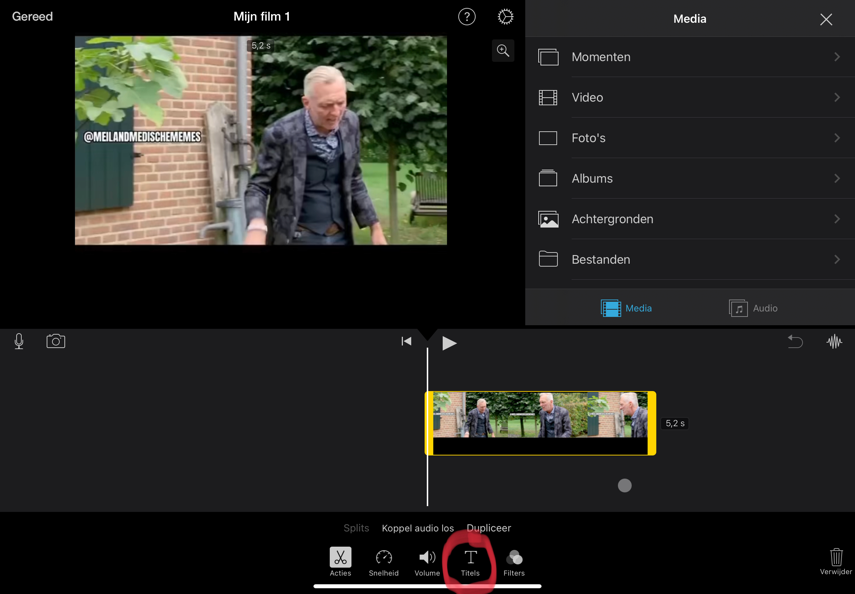 Gereed
Mijn film 1
?
5,2 s
@MEILANDMEDISCHEMEMES
Media
Momenten
Video
Foto's
Albums
Achtergronden
Bestanden
Media
Audio
5,2 s
Splits
Koppel audio los
Dupliceer
Acties
Snelheid
Volume
T
Titels
Filters
Verwijder